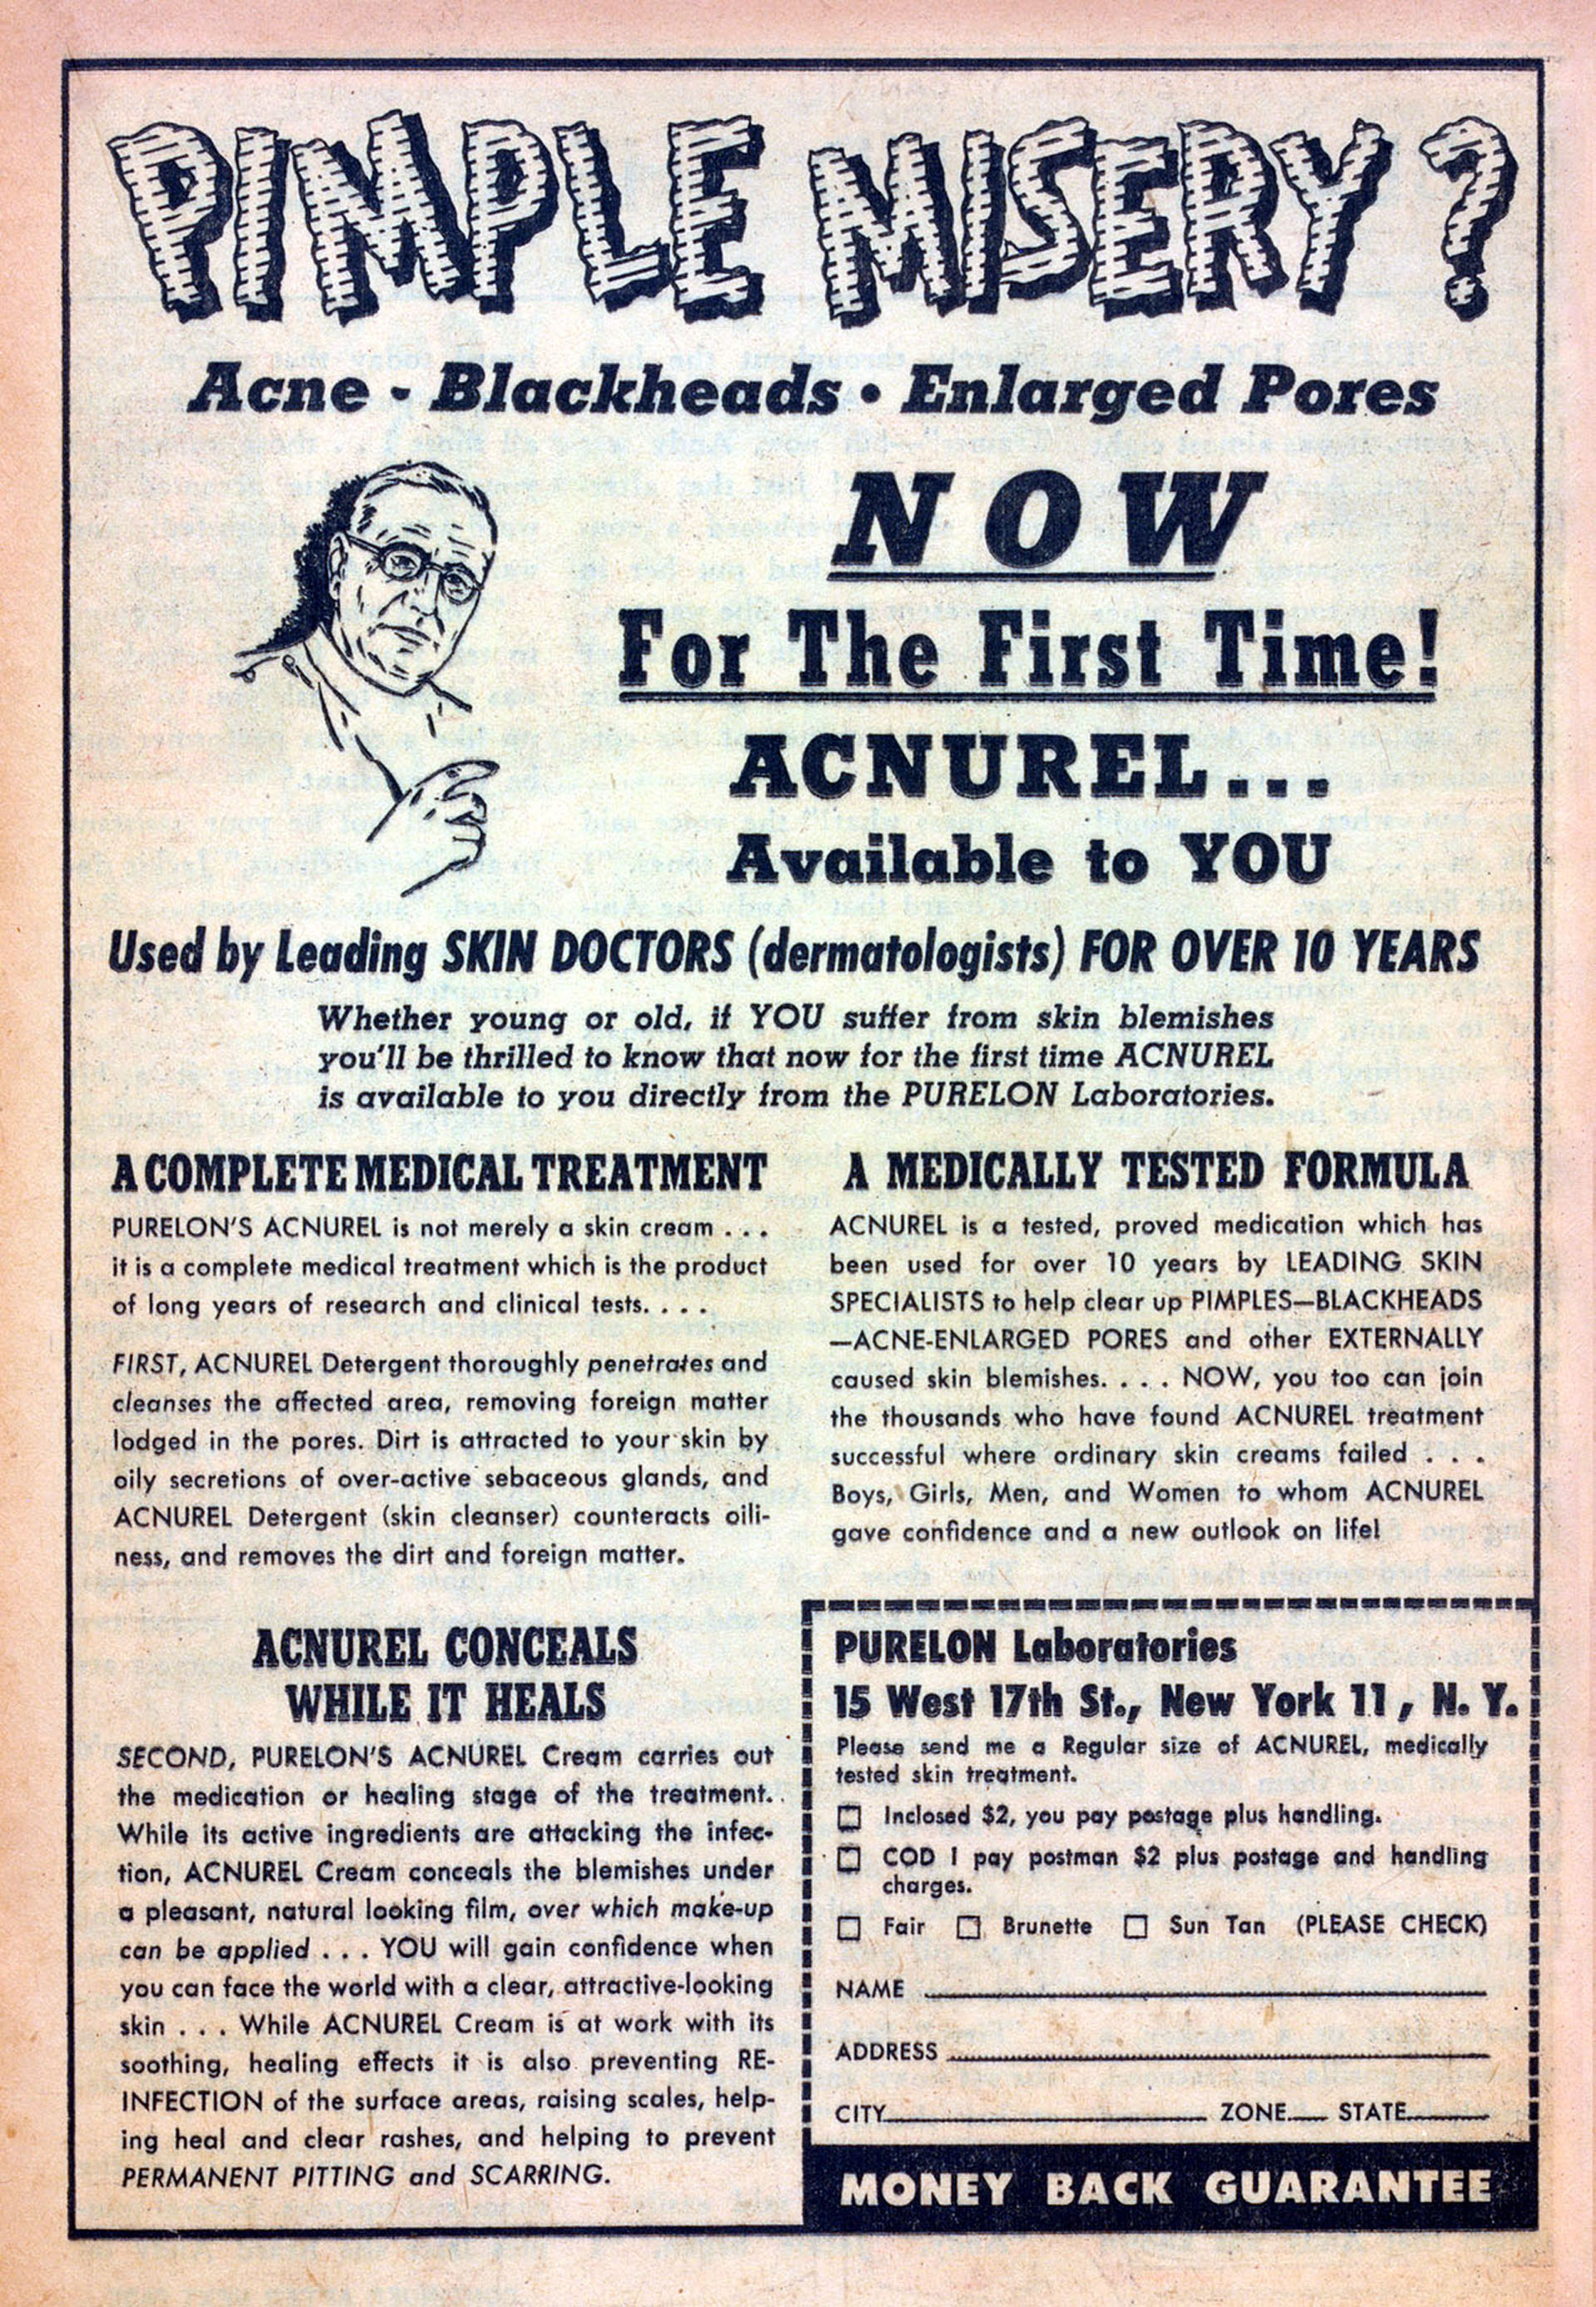 PIMPLE MISERY?
Acne - Blackheads • Enlarged Pores
NOW
For The First Time!
ACNUREL...
Available to YOU
Used by Leading SKIN DOCTORS (dermatologists) FOR OVER 10 YEARS
Whether young or old, if YOU suffer from skin blemishes
you'll be thrilled to know that now for the first time ACNUREL
is available to you directly from the PURELON Laboratories.
A COMPLETE MEDICAL TREATMENT
PURELON'S ACNUREL is not merely a skin cream . . .
it is a complete medical treatment which is the product
of long years of research and clinical tests. . . .
FIRST, ACNUREL Detergent thoroughly penetrates and
cleanses the affected area, removing foreign matter
lodged in the pores. Dirt is attracted to your skin by
oily secretions of over-active sebaceous glands, and
ACNUREL Detergent (skin cleanser) counteracts oili-
ness, and removes the dirt and foreign matter.
ACNUREL CONCEALS
WHILE IT HEALS
SECOND, PURELON'S ACNUREL Cream carries out
the medication or healing stage of the treatment.
While its active ingredients are attacking the infec-
tion, ACNUREL Cream conceals the blemishes under
a pleasant, natural looking film, over which make-up
can be applied . . . YOU will gain confidence when
you can face the world with a clear, attractive-looking
skin . . . While ACNUREL Cream is at work with its
soothing, healing effects it is also preventing RE-
INFECTION of the surface areas, raising scales, help-
ing heal and clear rashes, and helping to prevent
PERMANENT PITTING and SCARRING.
A MEDICALLY TESTED FORMULA
ACNUREL is a tested, proved medication which has
been used for over 10 years by LEADING SKIN
SPECIALISTS to help clear up PIMPLES—BLACKHEADS
—ACNE-ENLARGED PORES and other EXTERNALLY
caused skin blemishes. . . . NOW, you too can join
the thousands who have found ACNUREL treatment
successful where ordinary skin creams failed . . .
Boys, Girls, Men, and Women to whom ACNUREL
gave confidence and a new outlook on life!
PURELON Laboratories
15 West 17th St., New York 11, N. Y.
Please send me a Regular size of ACNUREL, medically
tested skin treatment.
☐ Inclosed $2, you pay postage plus handling.
☐ COD I pay postman $2 plus postage and handling
charges.
☐ Fair ☐ Brunette ☐ Sun Tan (PLEASE CHECK)
NAME
ADDRESS
CITY ZONE STATE
MONEY BACK GUARANTEE